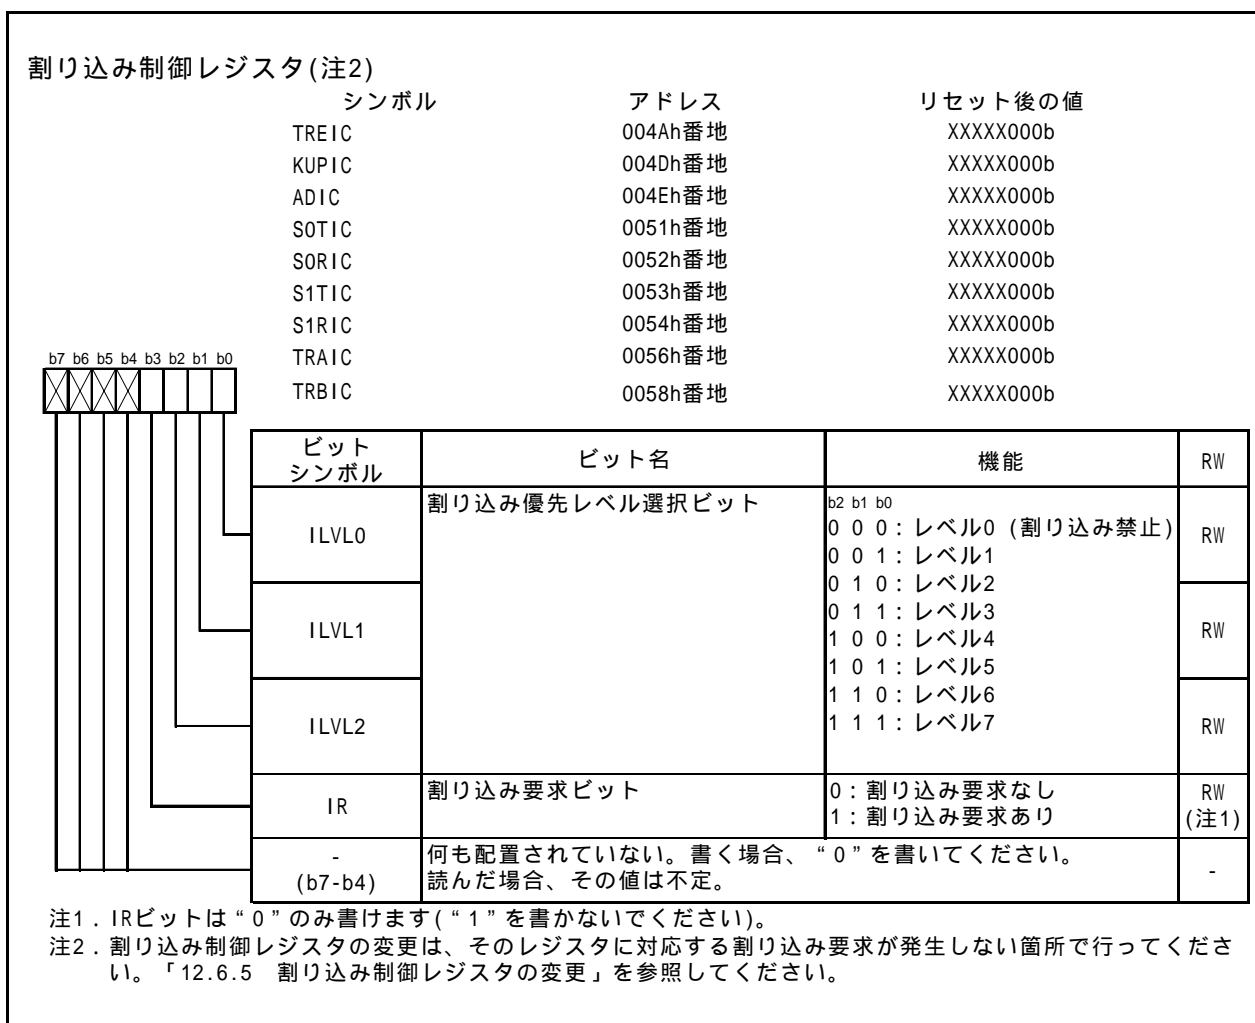 割り込み制御レジスタ(注2)
シンボル アドレス リセット後の値
TREIC 004Ah番地 XXXXX000b
KUPIC 004Dh番地 XXXXX000b
ADIC 004Eh番地 XXXXX000b
S0TIC 0051h番地 XXXXX000b
S0RIC 0052h番地 XXXXX000b
S1TIC 0053h番地 XXXXX000b
S1RIC 0054h番地 XXXXX000b
TRAIC 0056h番地 XXXXX000b
TRBIC 0058h番地 XXXXX000b
b7 b6 b5 b4 b3 b2 b1 b0
ビット
シンボル ビット名 機能 RW
ILVL0 割り込み優先レベル選択ビット b2 b1 b0
0 0 0：レベル0 (割り込み禁止) RW
0 0 1：レベル1
0 1 0：レベル2
ILVL1 0 1 1：レベル3 RW
1 0 0：レベル4
1 0 1：レベル5
1 1 0：レベル6
ILVL2 1 1 1：レベル7 RW
IR 割り込み要求ビット 0：割り込み要求なし RW
1：割り込み要求あり (注1)
- 何も配置されていない。書く場合、“0”を書いてください。 -
(b7-b4) 読んだ場合、その値は不定。
注1．IRビットは“0”のみ書けます(“1”を書かないでください)。
注2．割り込み制御レジスタの変更は、そのレジスタに対応する割り込み要求が発生しない箇所で行ってくださ
い。「12.6.5　割り込み制御レジスタの変更」を参照してください。